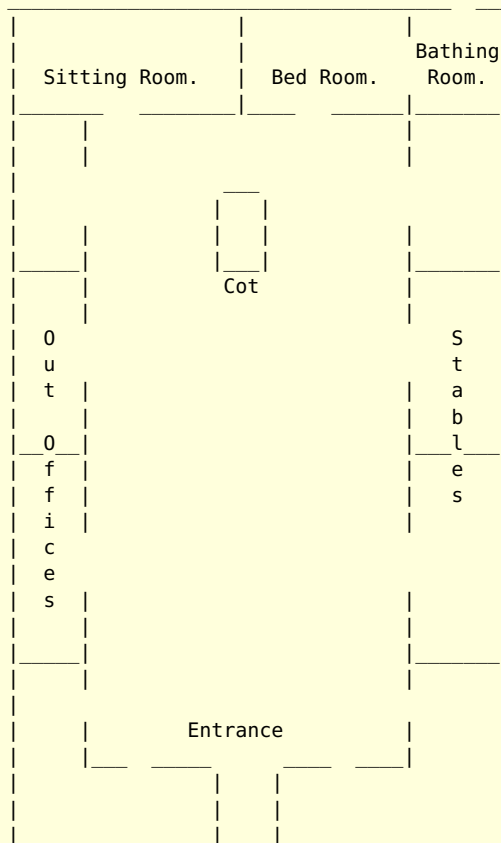 Bathing
Sitting Room. Bed Room. Room.
Cot
Out Offices
Stables
Entrance